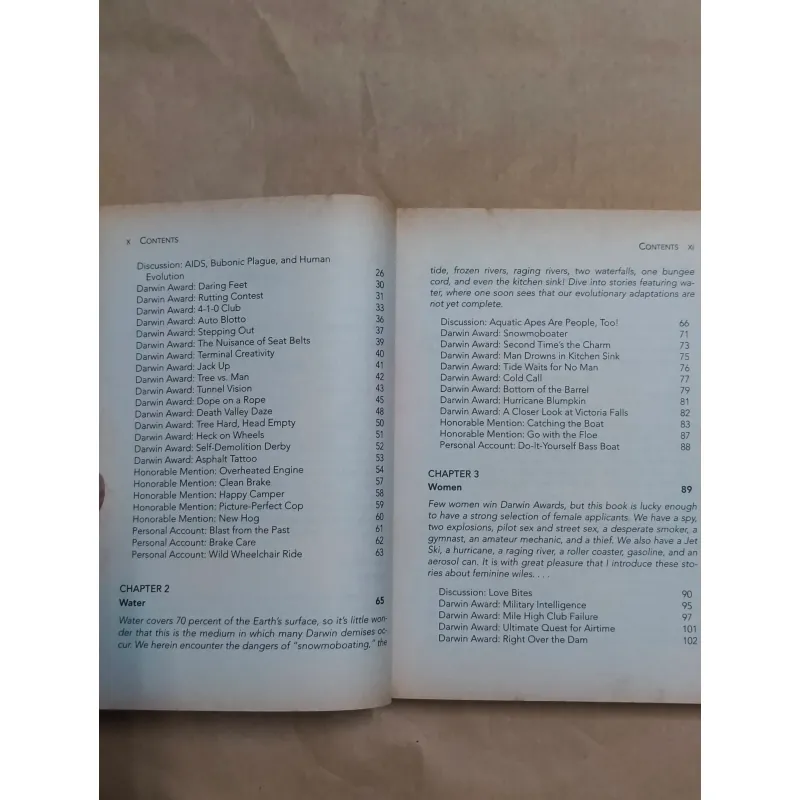 x CONTENTS
Discussion: AIDS, Bubonic Plague, and Human
Evolution 26
Darwin Award: Daring Feet 30
Darwin Award: Rutting Contest 31
Darwin Award: 4-1-0 Club 33
Darwin Award: Auto Blotto 36
Darwin Award: Stepping Out 37
Darwin Award: The Nuisance of Seat Belts 39
Darwin Award: Terminal Creativity 40
Darwin Award: Jack Up 41
Darwin Award: Tree vs. Man 42
Darwin Award: Tunnel Vision 43
Darwin Award: Dope on a Rope 45
Darwin Award: Death Valley Daze 48
Darwin Award: Tree Hard, Head Empty 50
Darwin Award: Heck on Wheels 51
Darwin Award: Self-Demolition Derby 52
Darwin Award: Asphalt Tattoo 53
Honorable Mention: Overheated Engine 54
Honorable Mention: Clean Brake 57
Honorable Mention: Happy Camper 58
Honorable Mention: Picture-Perfect Cop 59
Honorable Mention: New Hog 60
Personal Account: Blast from the Past 61
Personal Account: Brake Care 62
Personal Account: Wild Wheelchair Ride 63
CHAPTER 2
Water 65
Water covers 70 percent of the Earth's surface, so it's little won-
der that this is the medium in which many Darwin demises oc-
cur. We herein encounter the dangers of "snowmoboating," the
CONTENTS xi
tide, frozen rivers, raging rivers, two waterfalls, one bungee
cord, and even the kitchen sink! Dive into stories featuring wa-
ter, where one soon sees that our evolutionary adaptations are
not yet complete.
Discussion: Aquatic Apes Are People, Too! 66
Darwin Award: Snowmoboater 71
Darwin Award: Second Time's the Charm 73
Darwin Award: Man Drowns in Kitchen Sink 75
Darwin Award: Tide Waits for No Man 76
Darwin Award: Cold Call 77
Darwin Award: Bottom of the Barrel 79
Darwin Award: Hurricane Blumpkin 81
Darwin Award: A Closer Look at Victoria Falls 82
Honorable Mention: Catching the Boat 83
Honorable Mention: Go with the Floe 87
Personal Account: Do-It-Yourself Bass Boat 88
CHAPTER 3
Women 89
Few women win Darwin Awards, but this book is lucky enough
to have a strong selection of female applicants. We have a spy,
two explosions, pilot sex and street sex, a desperate smoker, a
gymnast, an amateur mechanic, and a thief. We also have a Jet
Ski, a hurricane, a raging river, a roller coaster, gasoline, and an
aerosol can. It is with great pleasure that I introduce these sto-
ries about feminine wiles. . . .
Discussion: Love Bites 90
Darwin Award: Military Intelligence 95
Darwin Award: Mile High Club Failure 97
Darwin Award: Ultimate Quest for Airtime 101
Darwin Award: Right Over the Dam 102